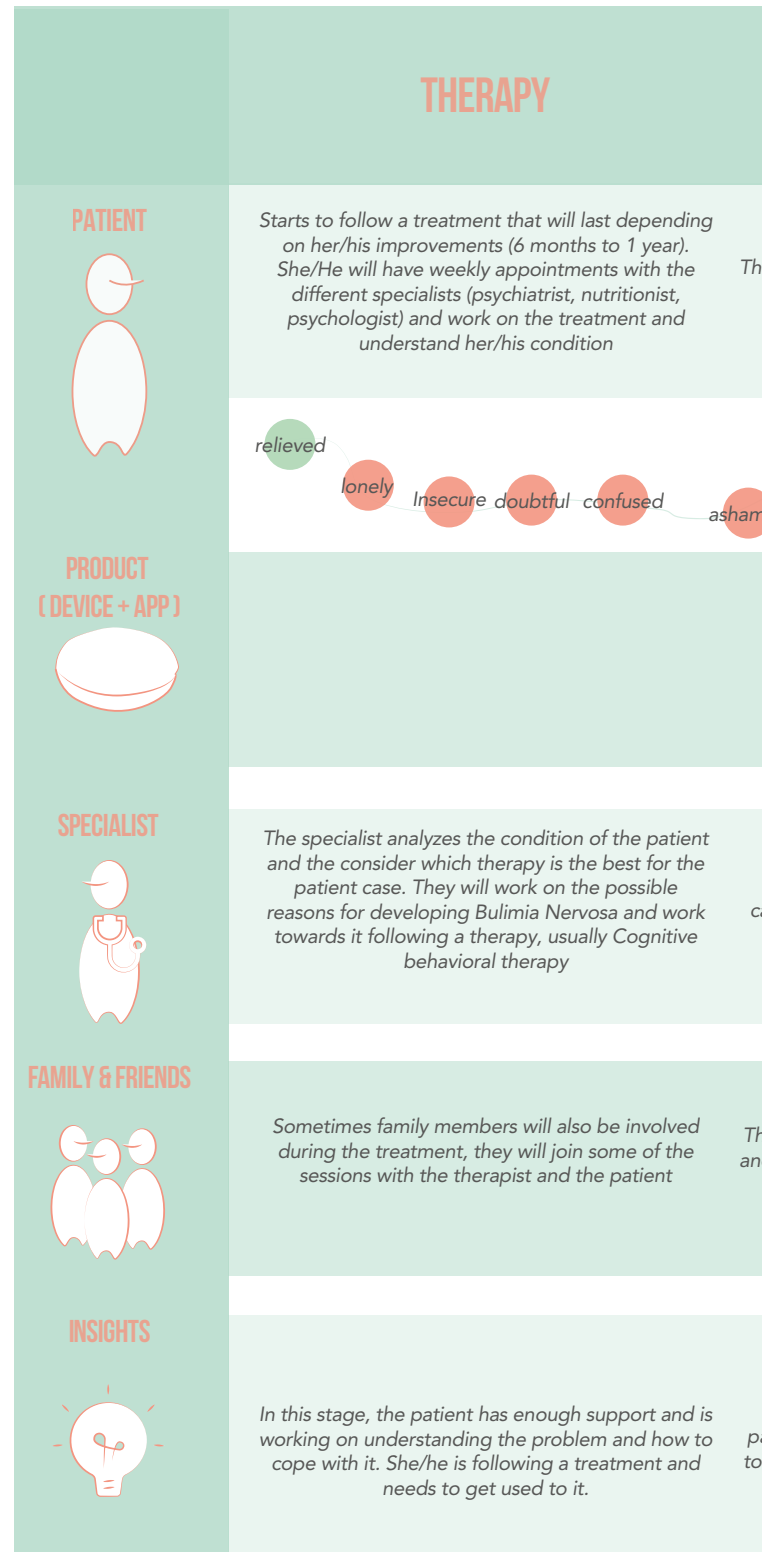 THERAPY
PATIENT
Starts to follow a treatment that will last depending
on her/his improvements (6 months to 1 year).
She/He will have weekly appointments with the
different specialists (psychiatrist, nutritionist,
psychologist) and work on the treatment and
understand her/his condition
Th
relieved
lonely
Insecure
doubtful
confused
asham
PRODUCT
( DEVICE + APP )
SPECIALIST
The specialist analyzes the condition of the patient
and the consider which therapy is the best for the
patient case. They will work on the possible
reasons for developing Bulimia Nervosa and work
towards it following a therapy, usually Cognitive
behavioral therapy
ca
FAMILY & FRIENDS
Sometimes family members will also be involved
during the treatment, they will join some of the
sessions with the therapist and the patient
Th
and
INSIGHTS
In this stage, the patient has enough support and is
working on understanding the problem and how to
cope with it. She/he is following a treatment and
needs to get used to it.
pa
to